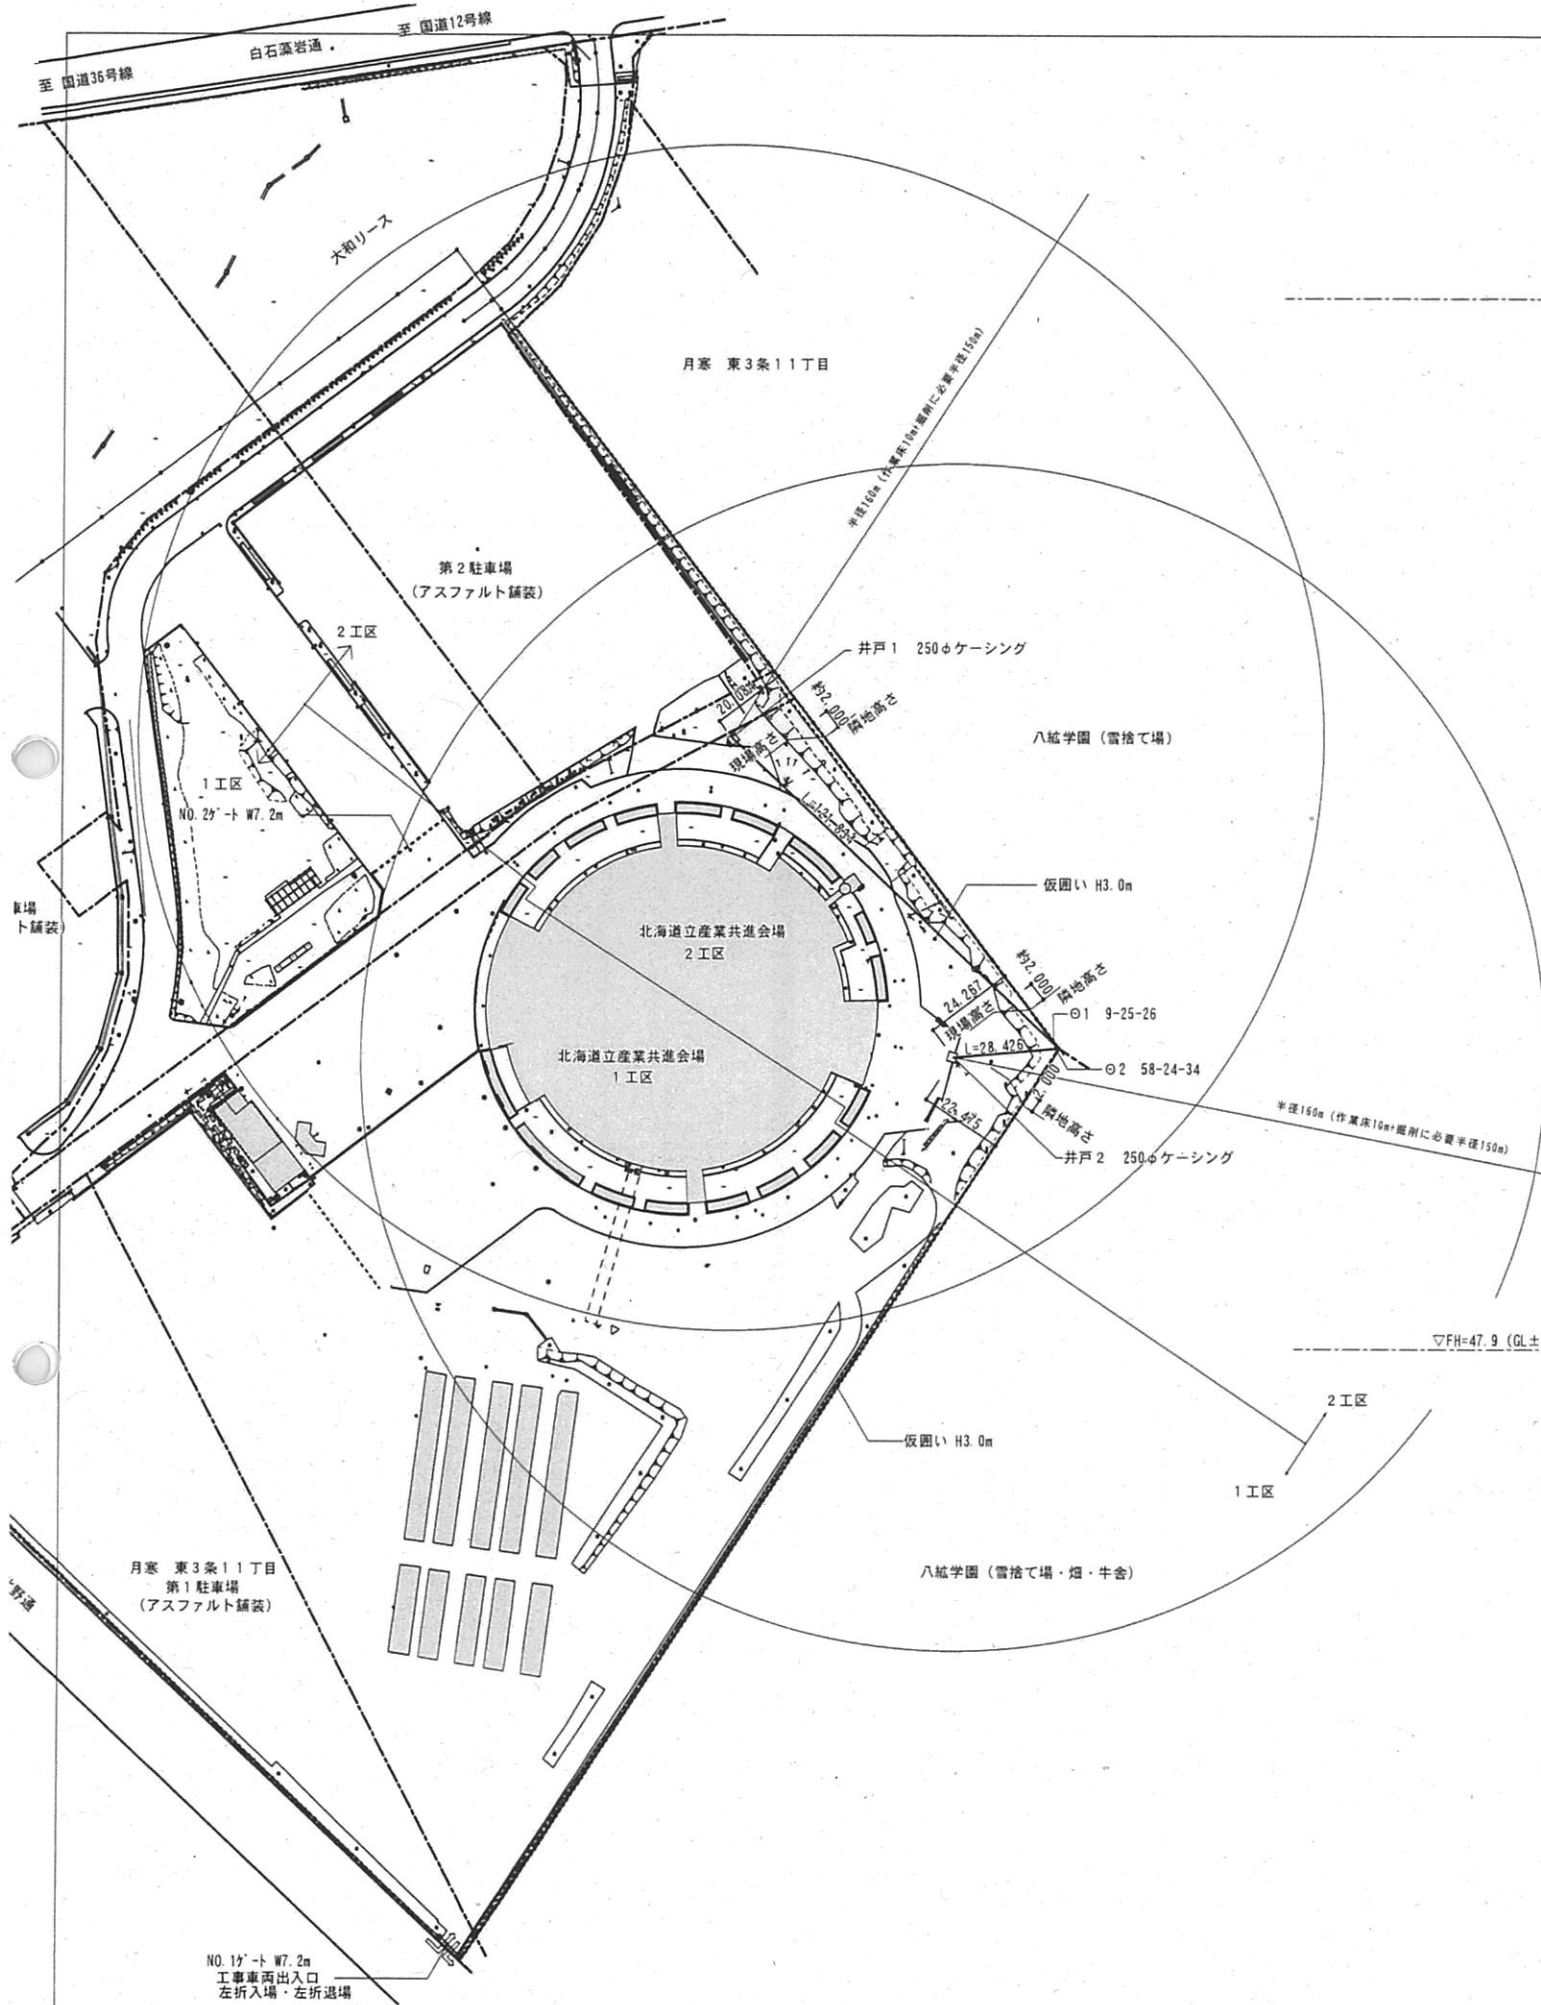 至 国道12号線
白石藻岩通
至 国道36号線
大和リース
月寒 東3条11丁目
半径160m (作業床10m+掘削に必要半径150m)
第2駐車場
(アスファルト舗装)
2工区
井戸1 250φケーシング
約2,000
隣地高さ
現場高さ
八紘学園 (雪捨て場)
1工区
NO.2ゲート W7.2m
仮囲い H3.0m
車場
ト舗装)
北海道立産業共進会場
2工区
約2,000
隣地高さ
24.267
現場高さ
Θ1 9-25-26
L=28.426
北海道立産業共進会場
1工区
Θ2 58-24-34
隣地高さ
22.475
半径160m (作業床10m+掘削に必要半径150m)
井戸2 250φケーシング
▽FH=47.9 (GL±
2工区
仮囲い H3.0m
1工区
月寒 東3条11丁目
第1駐車場
(アスファルト舗装)
八紘学園 (雪捨て場・畑・牛舎)
野通
NO.1ゲート W7.2m
工事車両出入口
左折入場・左折退場